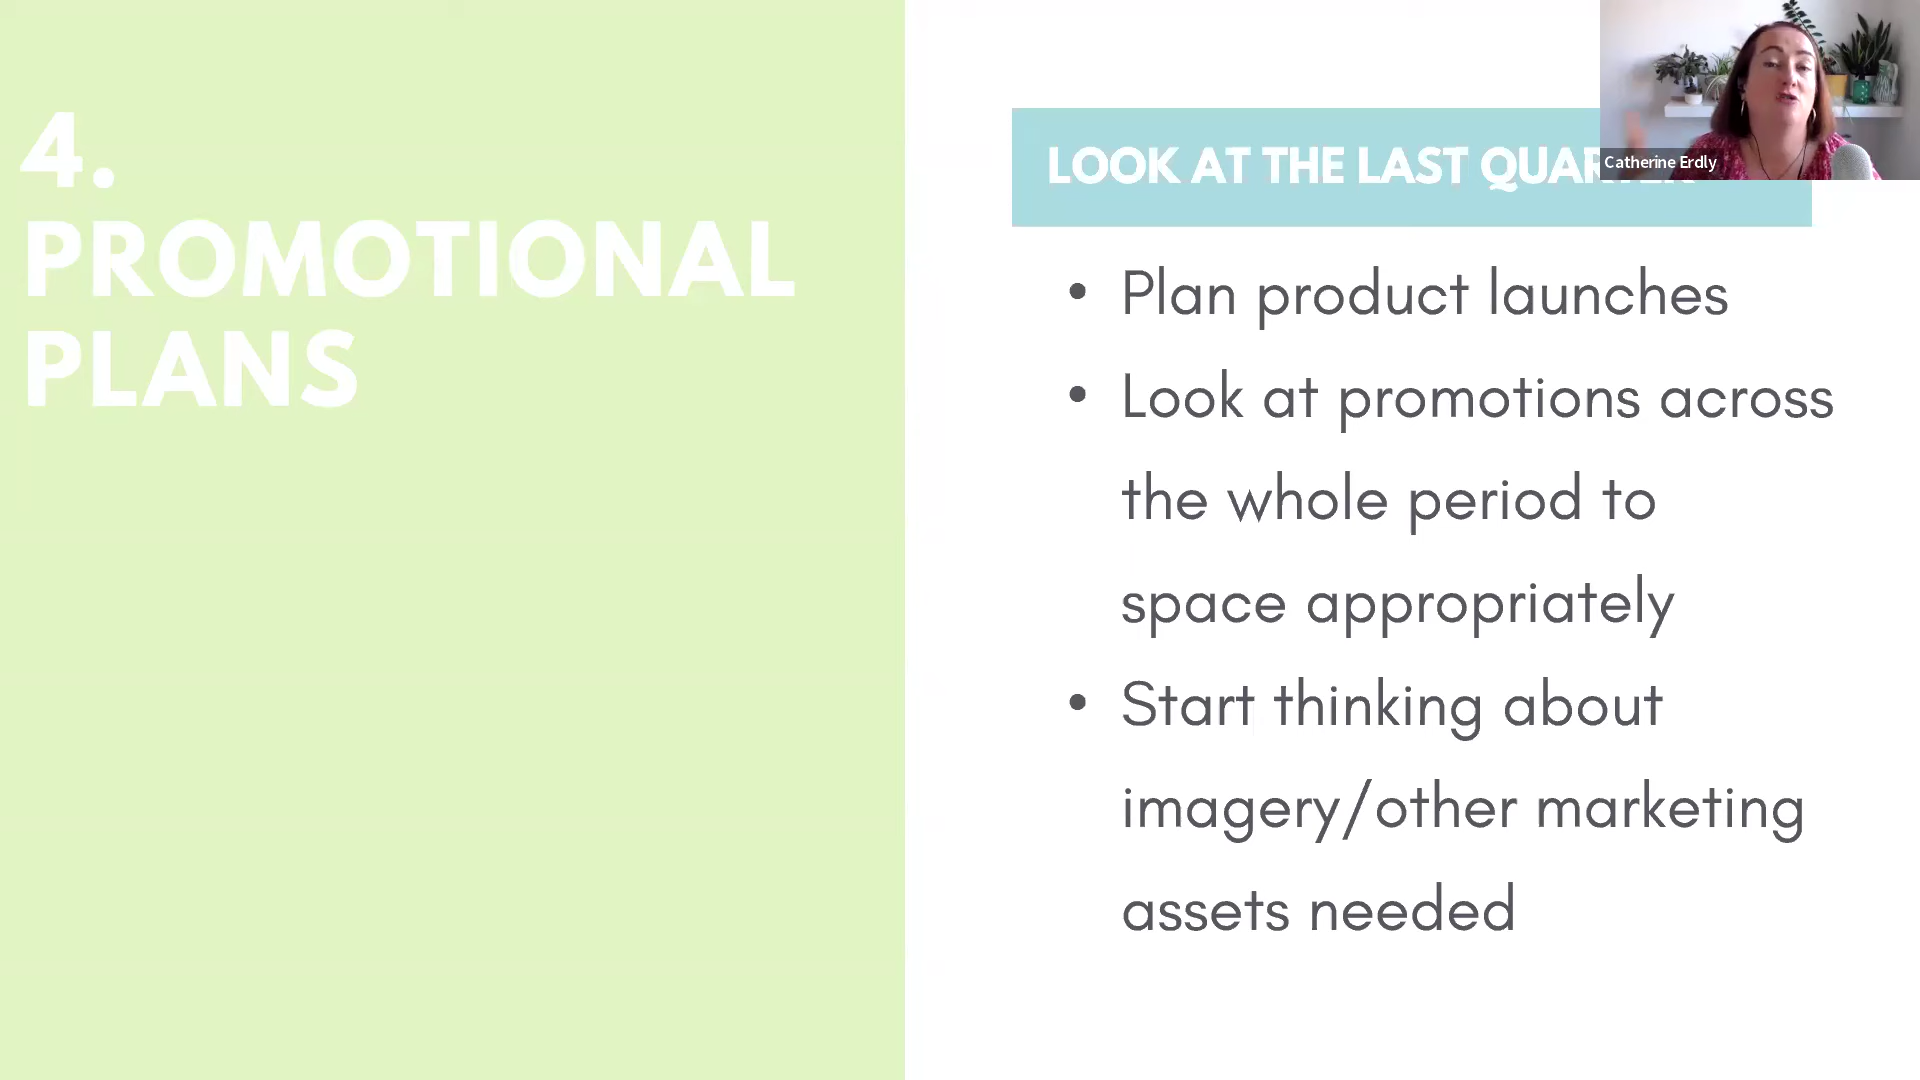 4.
PROMOTIONAL
PLANS
LOOK AT THE LAST QUARTER
Catherine Erdly
• Plan product launches
• Look at promotions across
the whole period to
space appropriately
• Start thinking about
imagery/other marketing
assets needed